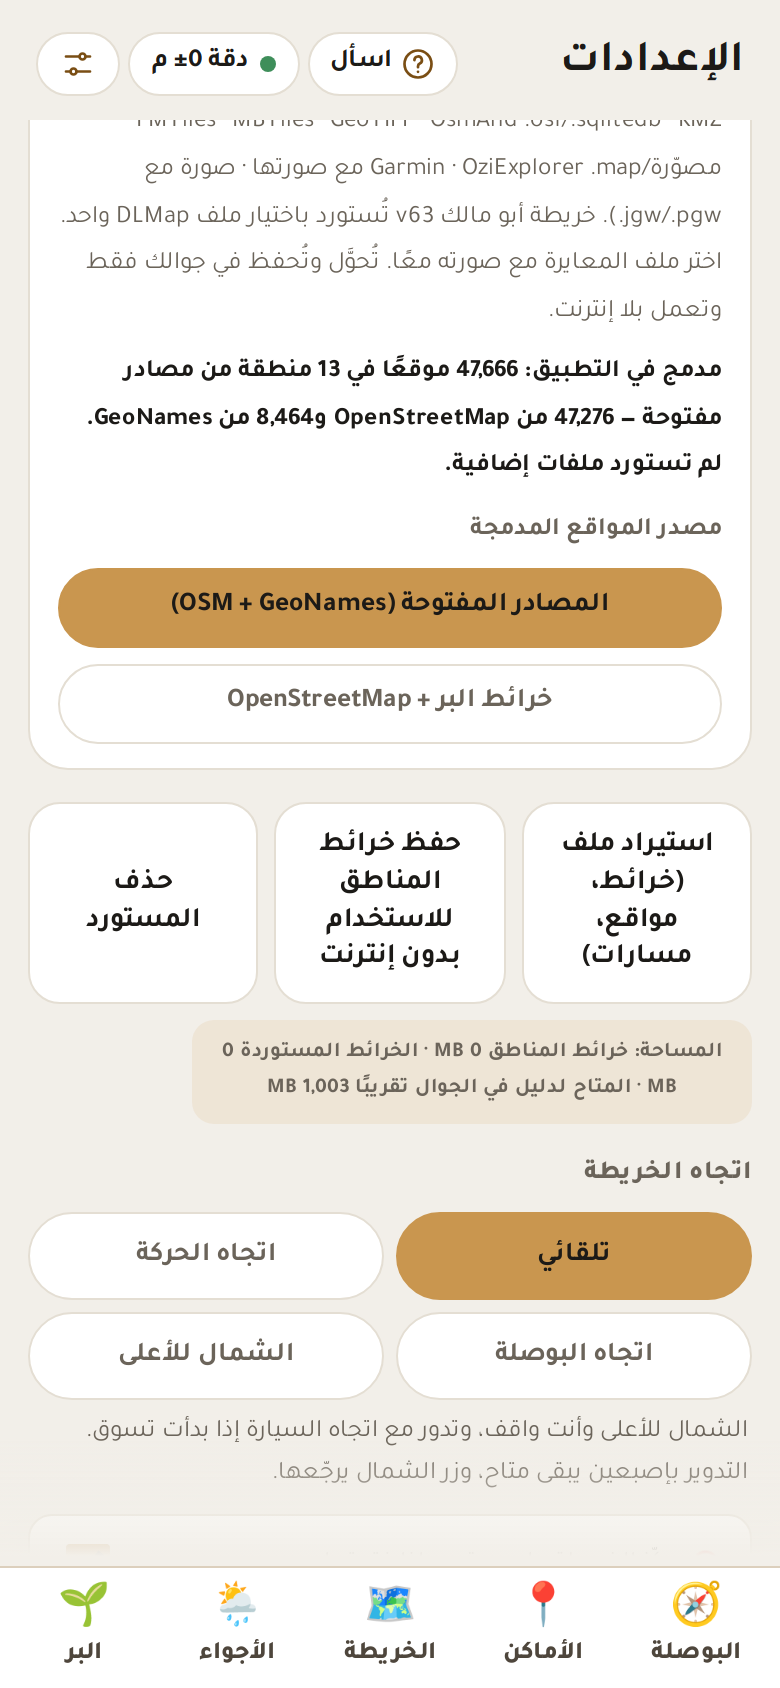 الإعدادات
اسأل
دقة ±0 م
FMTiles · MBTiles · GeoTIFF · OsmAnd .osf/.sqlitedb · KMZ
مصوّرة/Garmin · OziExplorer .map مع صورتها · صورة مع
.jgw/.pgw). خريطة أبو مالك v63 تُستورد باختيار ملف DLMap واحد.
اختر ملف المعايرة مع صورته معًا. تُحوَّل وتُحفظ في جوالك فقط
وتعمل بلا إنترنت.
مدمج في التطبيق: 47,666 موقعًا في 13 منطقة من مصادر
مفتوحة — 47,276 من OpenStreetMap و8,464 من GeoNames.
لم تستورد ملفات إضافية.
مصدر المواقع المدمجة
المصادر المفتوحة (OSM + GeoNames)
خرائط البر + OpenStreetMap
استيراد ملف
(خرائط،
مواقع،
مسارات)
حفظ خرائط
المناطق
للاستخدام
بدون إنترنت
حذف
المستورد
المساحة: خرائط المناطق 0 MB · الخرائط المستوردة 0
MB · المتاح لدليل في الجوال تقريبًا 1,003 MB
اتجاه الخريطة
تلقائي
اتجاه الحركة
اتجاه البوصلة
الشمال للأعلى
الشمال للأعلى وأنت واقف، وتدور مع اتجاه السيارة إذا بدأت تسوق.
التدوير بإصبعين يبقى متاح، وزر الشمال يرجّعها.
البوصلة
الأماكن
الخريطة
الأجواء
البر